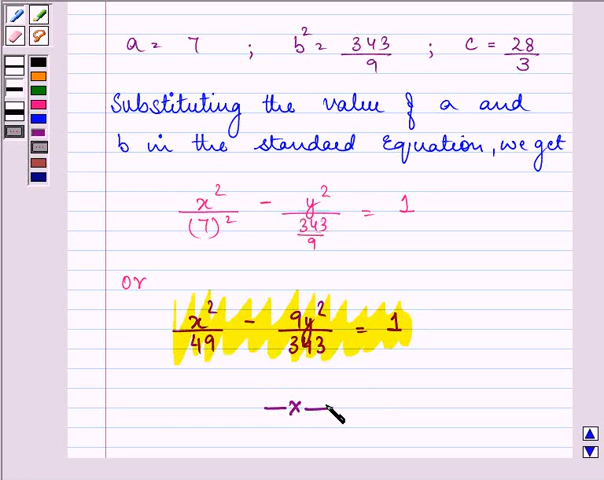 a = 7 ; b² = 343/9 ; c = 28/3
Substituting the value of a and
b in the standard Equation, we get
x²/(7)² - y²/(343/9) = 1
or
x²/49 - 9y²/343 = 1
—x—